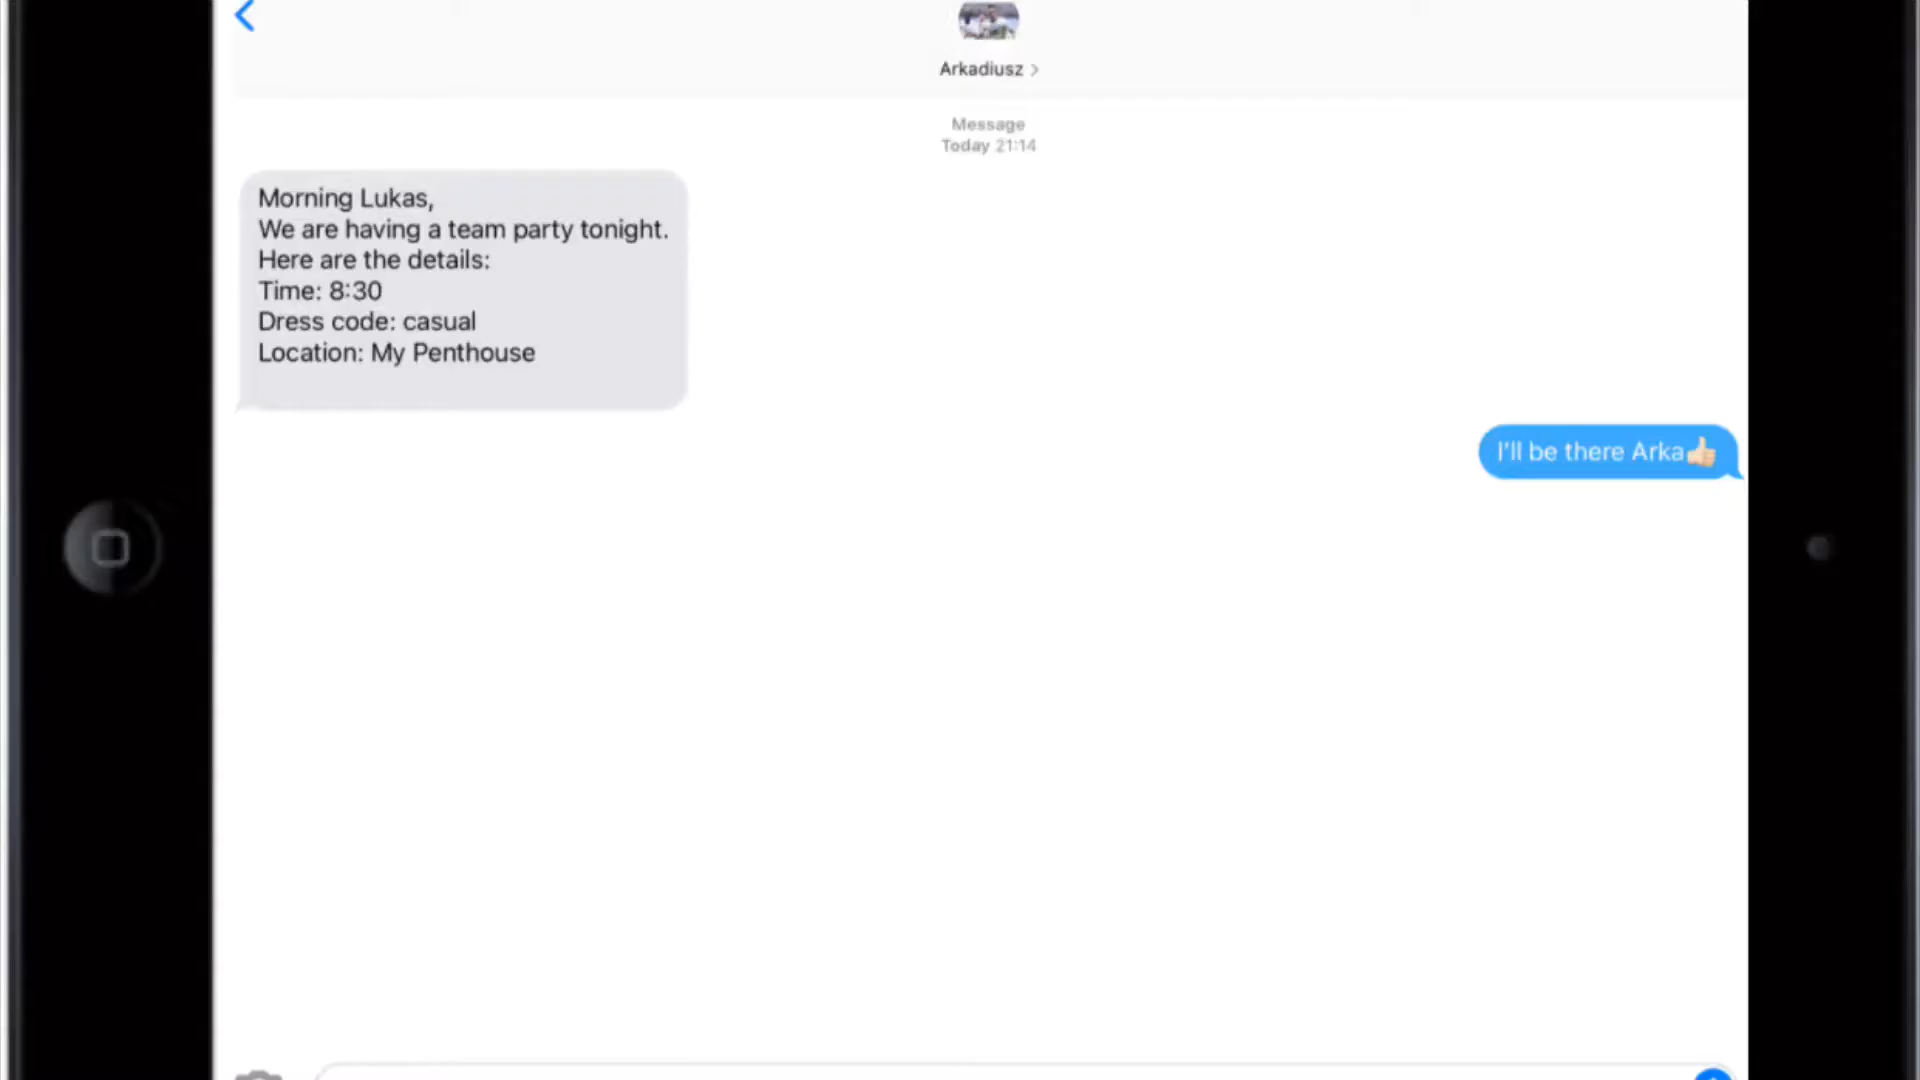 Arkadiusz
Message
Today 21:14
Morning Lukas,
We are having a team party tonight.
Here are the details:
Time: 8:30
Dress code: casual
Location: My Penthouse
I'll be there Arka👍🏻